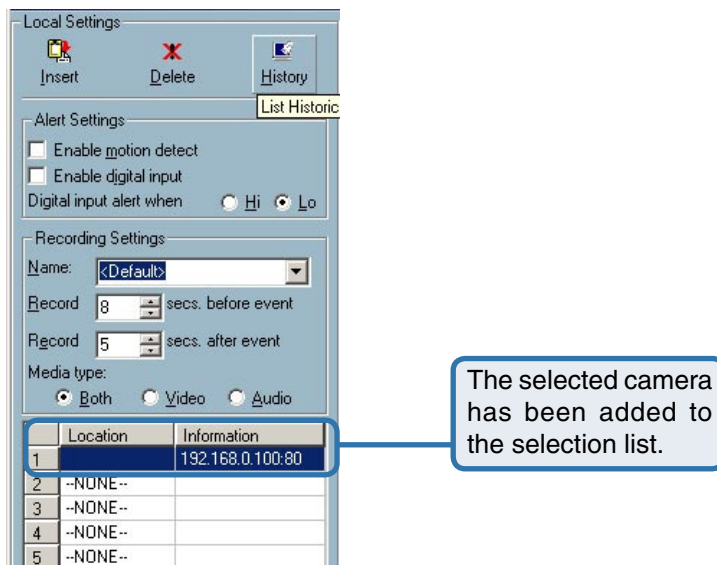 Local Settings
Insert Delete History
List Historic
Alert Settings
Enable motion detect
Enable digital input
Digital input alert when Hi Lo
Recording Settings
Name: <Default>
Record 8 secs. before event
Record 5 secs. after event
Media type:
Both Video Audio
Location Information
1 192.168.0.100:80
2 --NONE--
3 --NONE--
4 --NONE--
5 --NONE--
The selected camera
has been added to
the selection list.